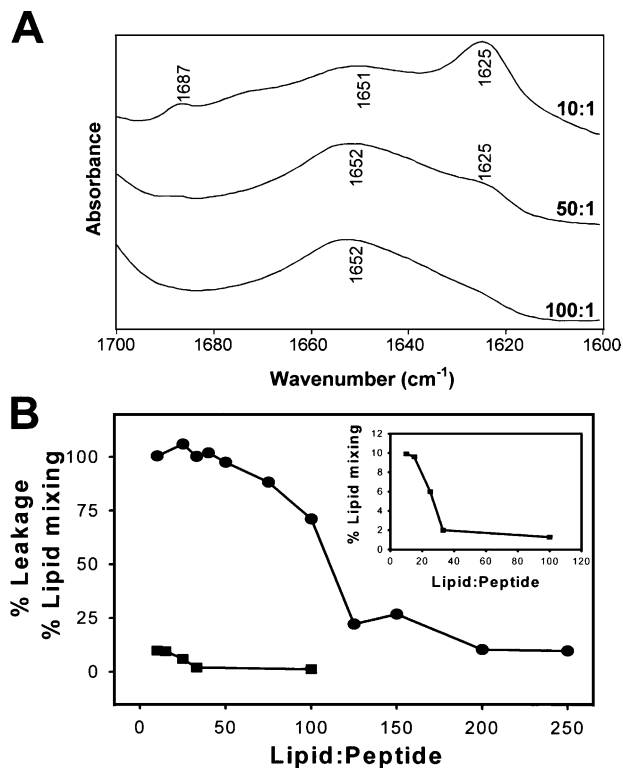 A
1687
1651
1625
10:1
1652
1625
50:1
1652
100:1
Absorbance
1700 1680 1660 1640 1620 1600
Wavenumber (cm-1)
B
% Leakage
% Lipid mixing
100
75
50
25
0
0 50 100 150 200 250
Lipid:Peptide
% Lipid mixing
12
10
8
6
4
2
0
0 20 40 60 80 100 120
Lipid:Peptide